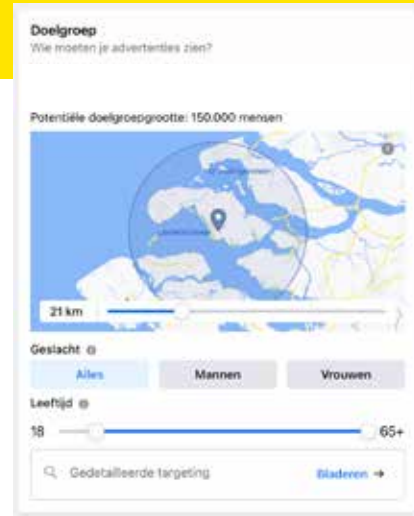 Doelgroep
Wie moeten je advertenties zien?
Potentiële doelgroepgrootte: 150.000 mensen
21 km
Geslacht
Alles
Mannen
Vrouwen
Leeftijd
18
65+
Gedetailleerde targeting
Bladeren →